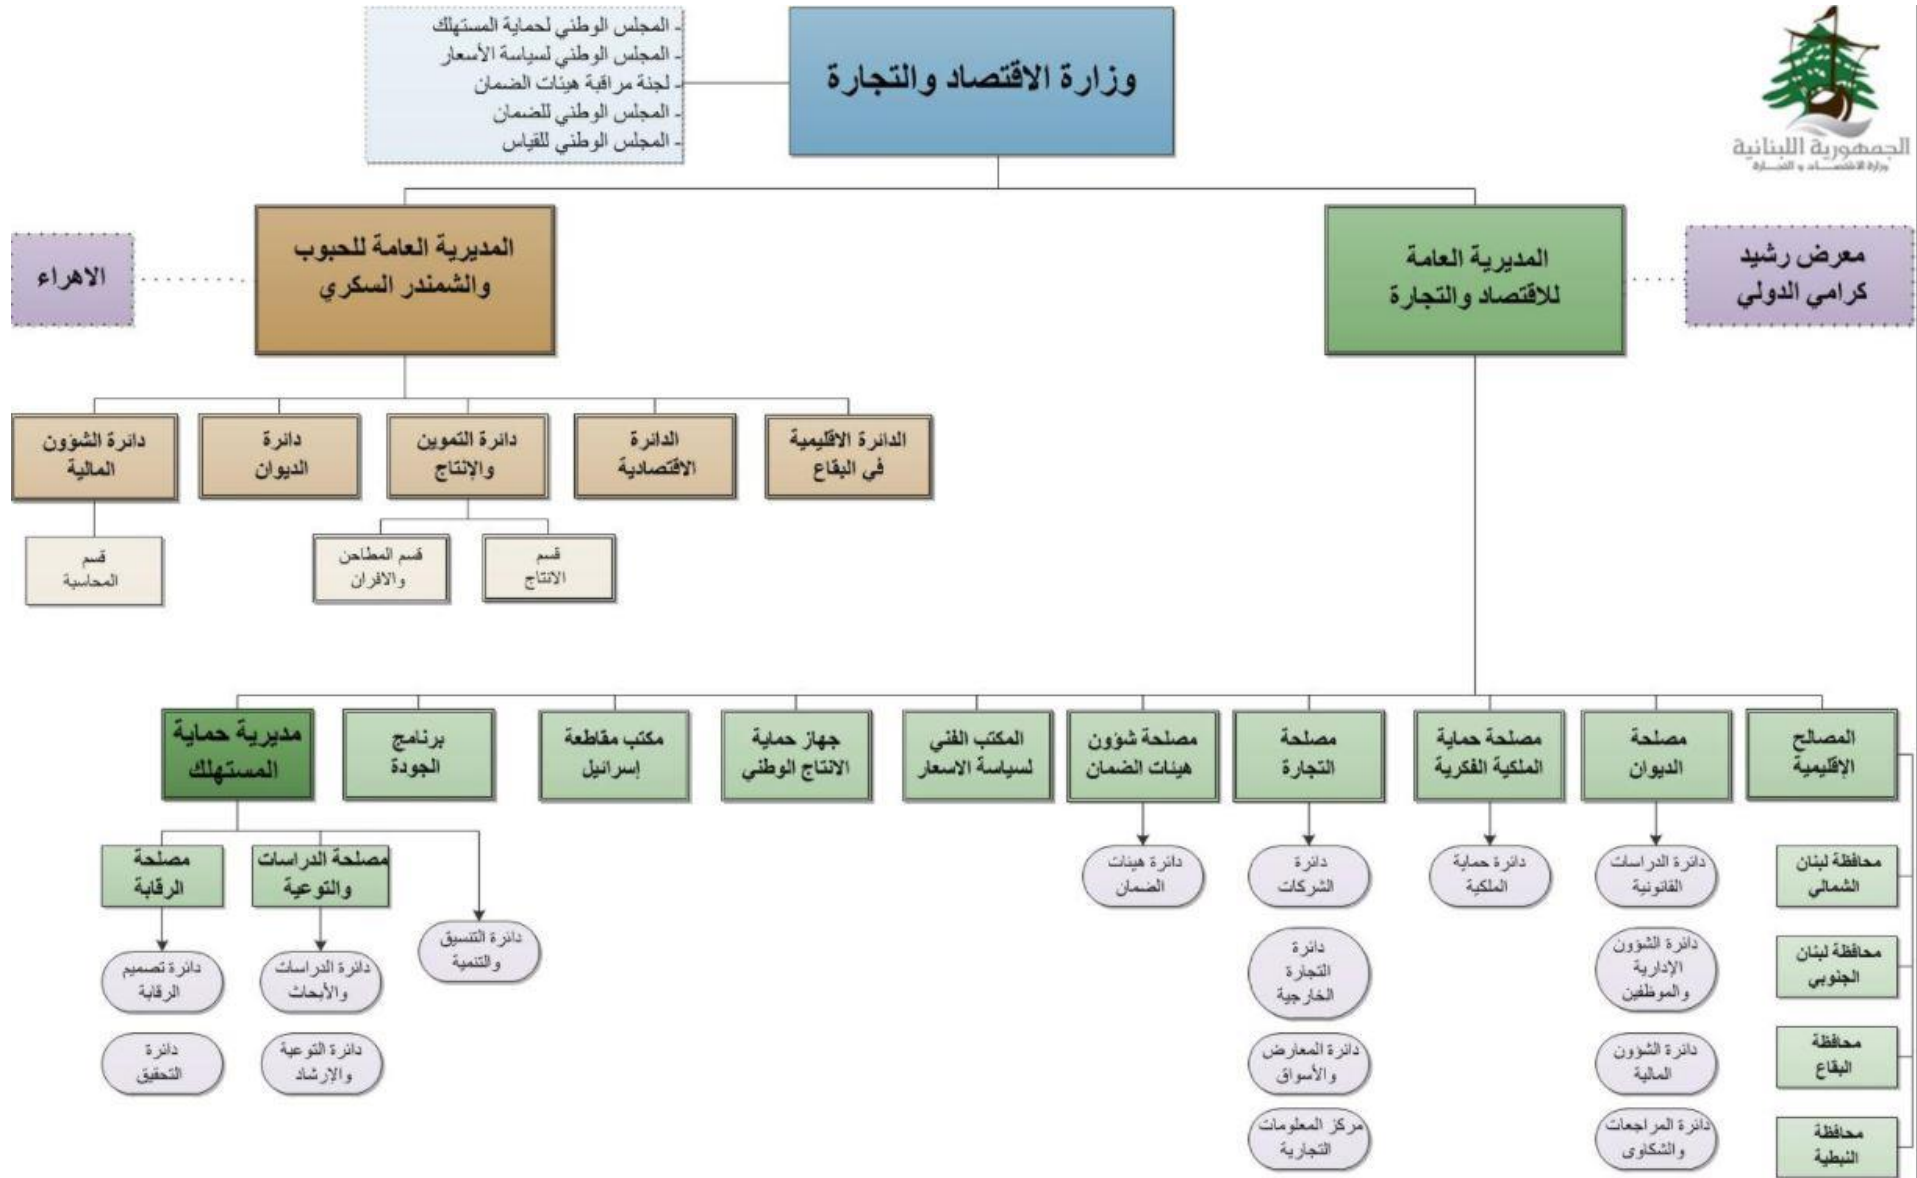 وزارة الاقتصاد والتجارة
- المجلس الوطني لحماية المستهلك
- المجلس الوطني لسياسة الأسعار
- لجنة مراقبة هيئات الضمان
- المجلس الوطني للضمان
- المجلس الوطني للقياس
الجمهورية اللبنانية
وزارة الاقتصاد و التجارة
معرض رشيد
كرامي الدولي
المديرية العامة
للاقتصاد والتجارة
المديرية العامة للحبوب
والشمندر السكري
الاهراء
الدائرة الاقليمية
في البقاع
الدائرة
الاقتصادية
دائرة التموين
والإنتاج
دائرة
الديوان
دائرة الشؤون
المالية
قسم
الانتاج
قسم المطاحن
والافران
قسم
المحاسبة
المصالح
الإقليمية
مصلحة
الديوان
مصلحة حماية
الملكية الفكرية
مصلحة
التجارة
مصلحة شؤون
هيئات الضمان
المكتب الفني
لسياسة الاسعار
جهاز حماية
الانتاج الوطني
مكتب مقاطعة
إسرائيل
برنامج
الجودة
مديرية حماية
المستهلك
محافظة لبنان
الشمالي
محافظة لبنان
الجنوبي
محافظة
البقاع
محافظة
النبطية
دائرة الدراسات
القانونية
دائرة الشؤون
الإدارية
والموظفين
دائرة الشؤون
المالية
دائرة المراجعات
والشكاوى
دائرة حماية
الملكية
دائرة
الشركات
دائرة
التجارة
الخارجية
دائرة المعارض
والأسواق
مركز المعلومات
التجارية
دائرة هيئات
الضمان
دائرة التنسيق
والتنمية
مصلحة الدراسات
والتوعية
دائرة الدراسات
والأبحاث
دائرة التوعية
والإرشاد
مصلحة
الرقابة
دائرة تصميم
الرقابة
دائرة
التحقيق